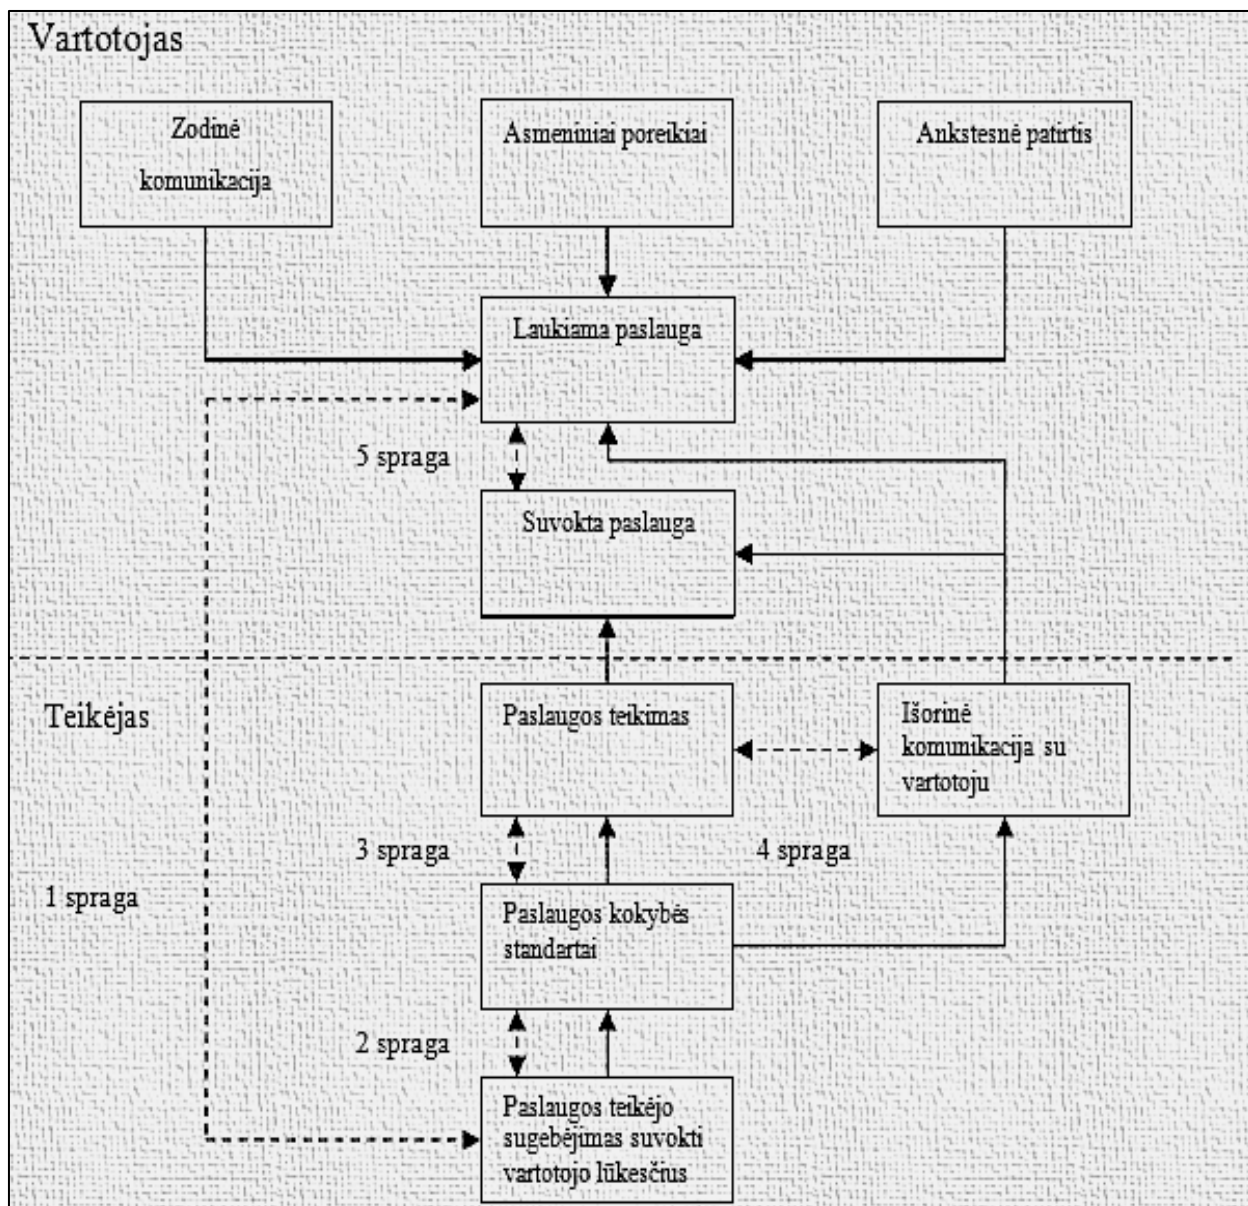 Vartotojas
Zodinė
komunikacija
Asmeniniai poreikiai
Ankstesnė patirtis
Laukiama paslauga
5 spraga
Suvokta paslauga
Teikėjas
Paslaugos teikimas
Išorinė
komunikacija su
vartotoju
3 spraga
4 spraga
1 spraga
Paslaugos kokybės
standartai
2 spraga
Paslaugos teikėjo
sugebėjimas suvokti
vartotojo lūkesčius